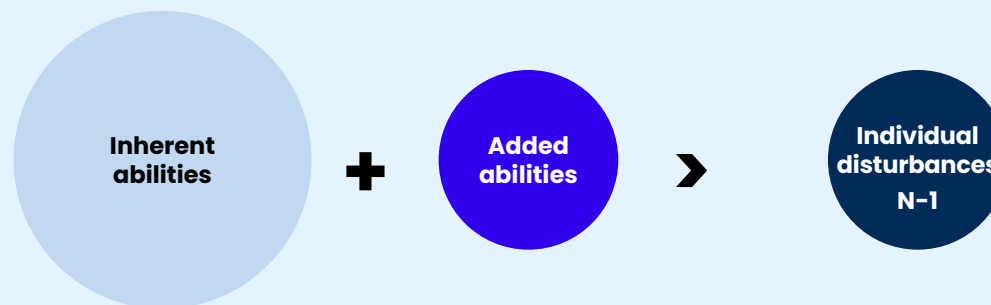 Inherent
abilities
+
Added
abilities
>
Individual
disturbances
N-1